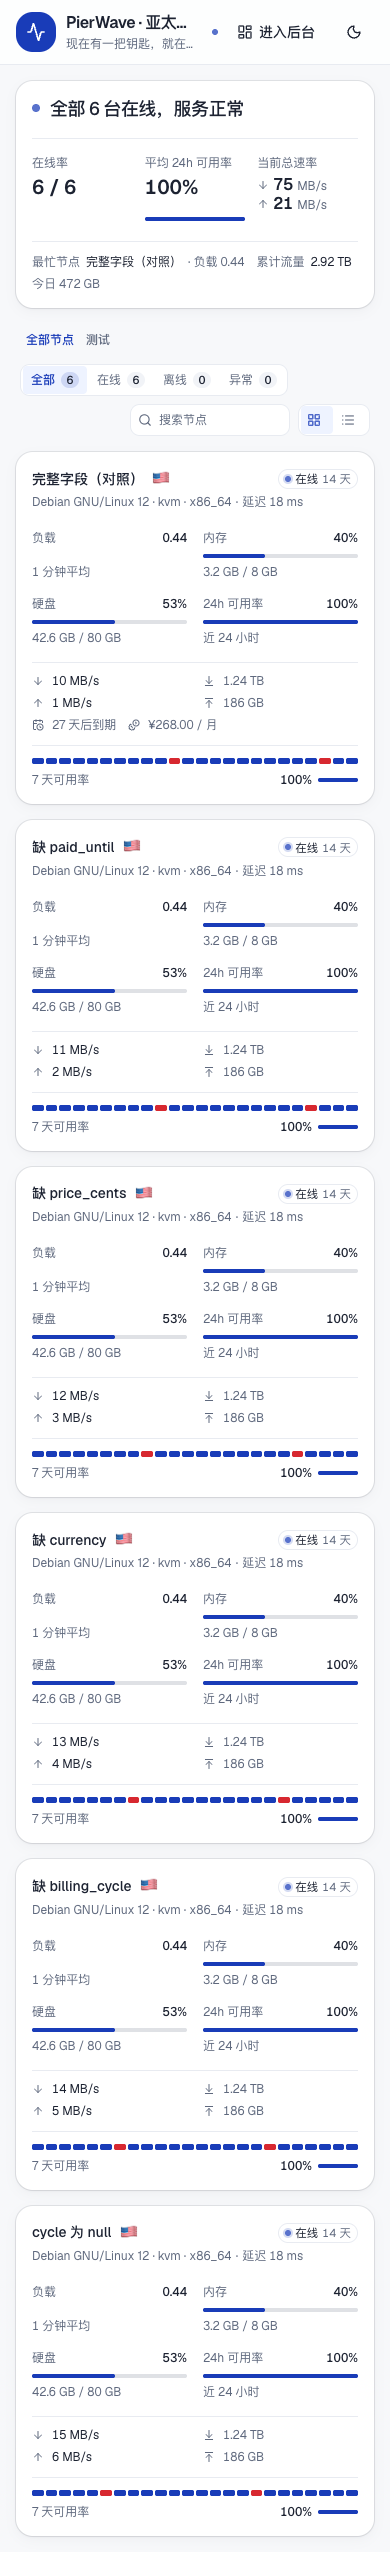 PierWave · 亚太...
现在有一把钥匙，就在...
进入后台
全部 6 台在线，服务正常
在线率
6 / 6
平均 24h 可用率
100%
当前总速率
75 MB/s
21 MB/s
最忙节点 完整字段（对照） · 负载 0.44 累计流量 2.92 TB
今日 472 GB
全部节点 测试
全部 6 在线 6 离线 0 异常 0
搜索节点
完整字段（对照）
在线 14 天
Debian GNU/Linux 12 · kvm · x86_64 · 延迟 18 ms
负载 0.44
内存 40%
1 分钟平均
3.2 GB / 8 GB
硬盘 53%
24h 可用率 100%
42.6 GB / 80 GB
近 24 小时
10 MB/s
1.24 TB
1 MB/s
186 GB
27 天后到期 ¥268.00 / 月
7 天可用率 100%
缺 paid_until
在线 14 天
Debian GNU/Linux 12 · kvm · x86_64 · 延迟 18 ms
负载 0.44
内存 40%
1 分钟平均
3.2 GB / 8 GB
硬盘 53%
24h 可用率 100%
42.6 GB / 80 GB
近 24 小时
11 MB/s
1.24 TB
2 MB/s
186 GB
7 天可用率 100%
缺 price_cents
在线 14 天
Debian GNU/Linux 12 · kvm · x86_64 · 延迟 18 ms
负载 0.44
内存 40%
1 分钟平均
3.2 GB / 8 GB
硬盘 53%
24h 可用率 100%
42.6 GB / 80 GB
近 24 小时
12 MB/s
1.24 TB
3 MB/s
186 GB
7 天可用率 100%
缺 currency
在线 14 天
Debian GNU/Linux 12 · kvm · x86_64 · 延迟 18 ms
负载 0.44
内存 40%
1 分钟平均
3.2 GB / 8 GB
硬盘 53%
24h 可用率 100%
42.6 GB / 80 GB
近 24 小时
13 MB/s
1.24 TB
4 MB/s
186 GB
7 天可用率 100%
缺 billing_cycle
在线 14 天
Debian GNU/Linux 12 · kvm · x86_64 · 延迟 18 ms
负载 0.44
内存 40%
1 分钟平均
3.2 GB / 8 GB
硬盘 53%
24h 可用率 100%
42.6 GB / 80 GB
近 24 小时
14 MB/s
1.24 TB
5 MB/s
186 GB
7 天可用率 100%
cycle 为 null
在线 14 天
Debian GNU/Linux 12 · kvm · x86_64 · 延迟 18 ms
负载 0.44
内存 40%
1 分钟平均
3.2 GB / 8 GB
硬盘 53%
24h 可用率 100%
42.6 GB / 80 GB
近 24 小时
15 MB/s
1.24 TB
6 MB/s
186 GB
7 天可用率 100%